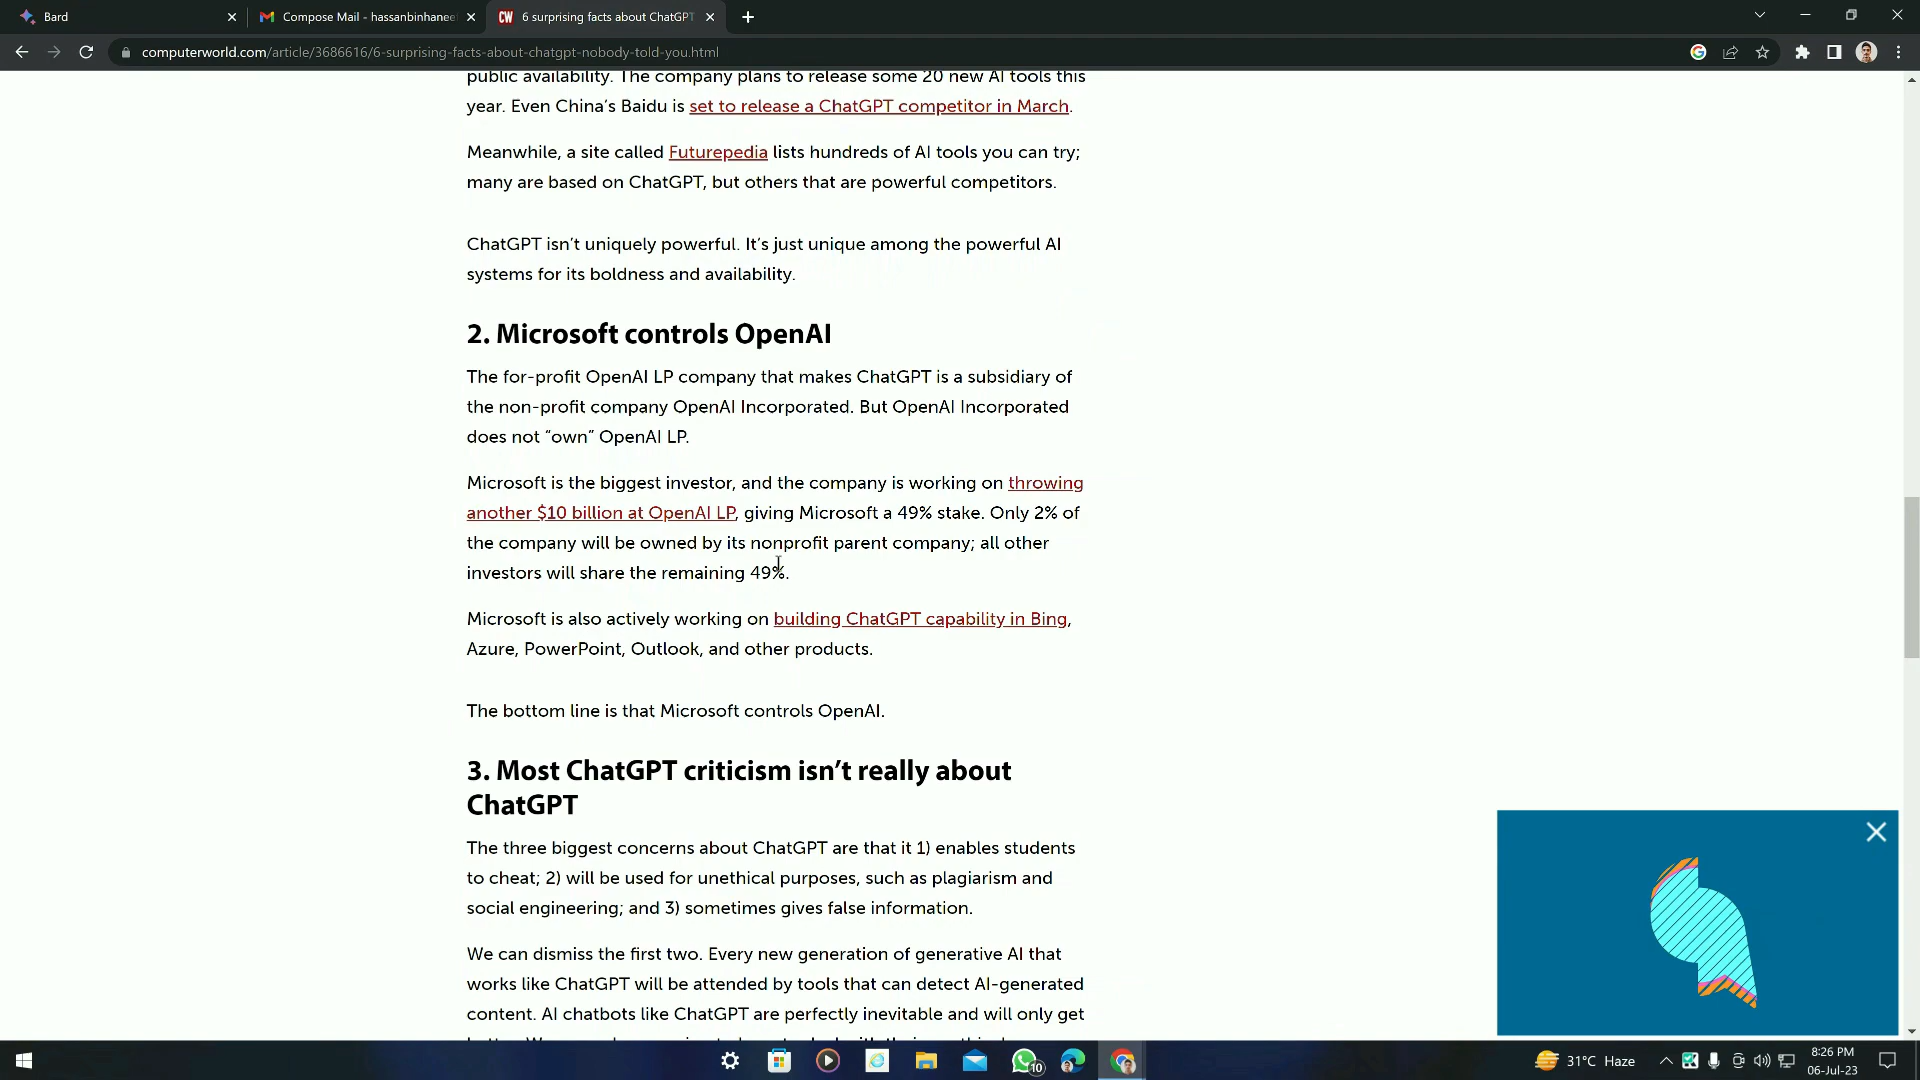 Bard
Compose Mail - hassanbinhanee
CW
6 surprising facts about ChatGPT
computerworld.com/article/3686616/6-surprising-facts-about-chatgpt-nobody-told-you.html
public availability. The company plans to release some 20 new AI tools this
year. Even China's Baidu is set to release a ChatGPT competitor in March.
Meanwhile, a site called Futurepedia lists hundreds of AI tools you can try;
many are based on ChatGPT, but others that are powerful competitors.
ChatGPT isn't uniquely powerful. It's just unique among the powerful AI
systems for its boldness and availability.
2. Microsoft controls OpenAI
The for-profit OpenAI LP company that makes ChatGPT is a subsidiary of
the non-profit company OpenAI Incorporated. But OpenAI Incorporated
does not “own” OpenAI LP.
Microsoft is the biggest investor, and the company is working on throwing
another $10 billion at OpenAI LP, giving Microsoft a 49% stake. Only 2% of
the company will be owned by its nonprofit parent company; all other
investors will share the remaining 49%.
Microsoft is also actively working on building ChatGPT capability in Bing,
Azure, PowerPoint, Outlook, and other products.
The bottom line is that Microsoft controls OpenAI.
3. Most ChatGPT criticism isn't really about
ChatGPT
The three biggest concerns about ChatGPT are that it 1) enables students
to cheat; 2) will be used for unethical purposes, such as plagiarism and
social engineering; and 3) sometimes gives false information.
We can dismiss the first two. Every new generation of generative AI that
works like ChatGPT will be attended by tools that can detect AI-generated
content. AI chatbots like ChatGPT are perfectly inevitable and will only get
10
31°C Haze
8:26 PM
06-Jul-23